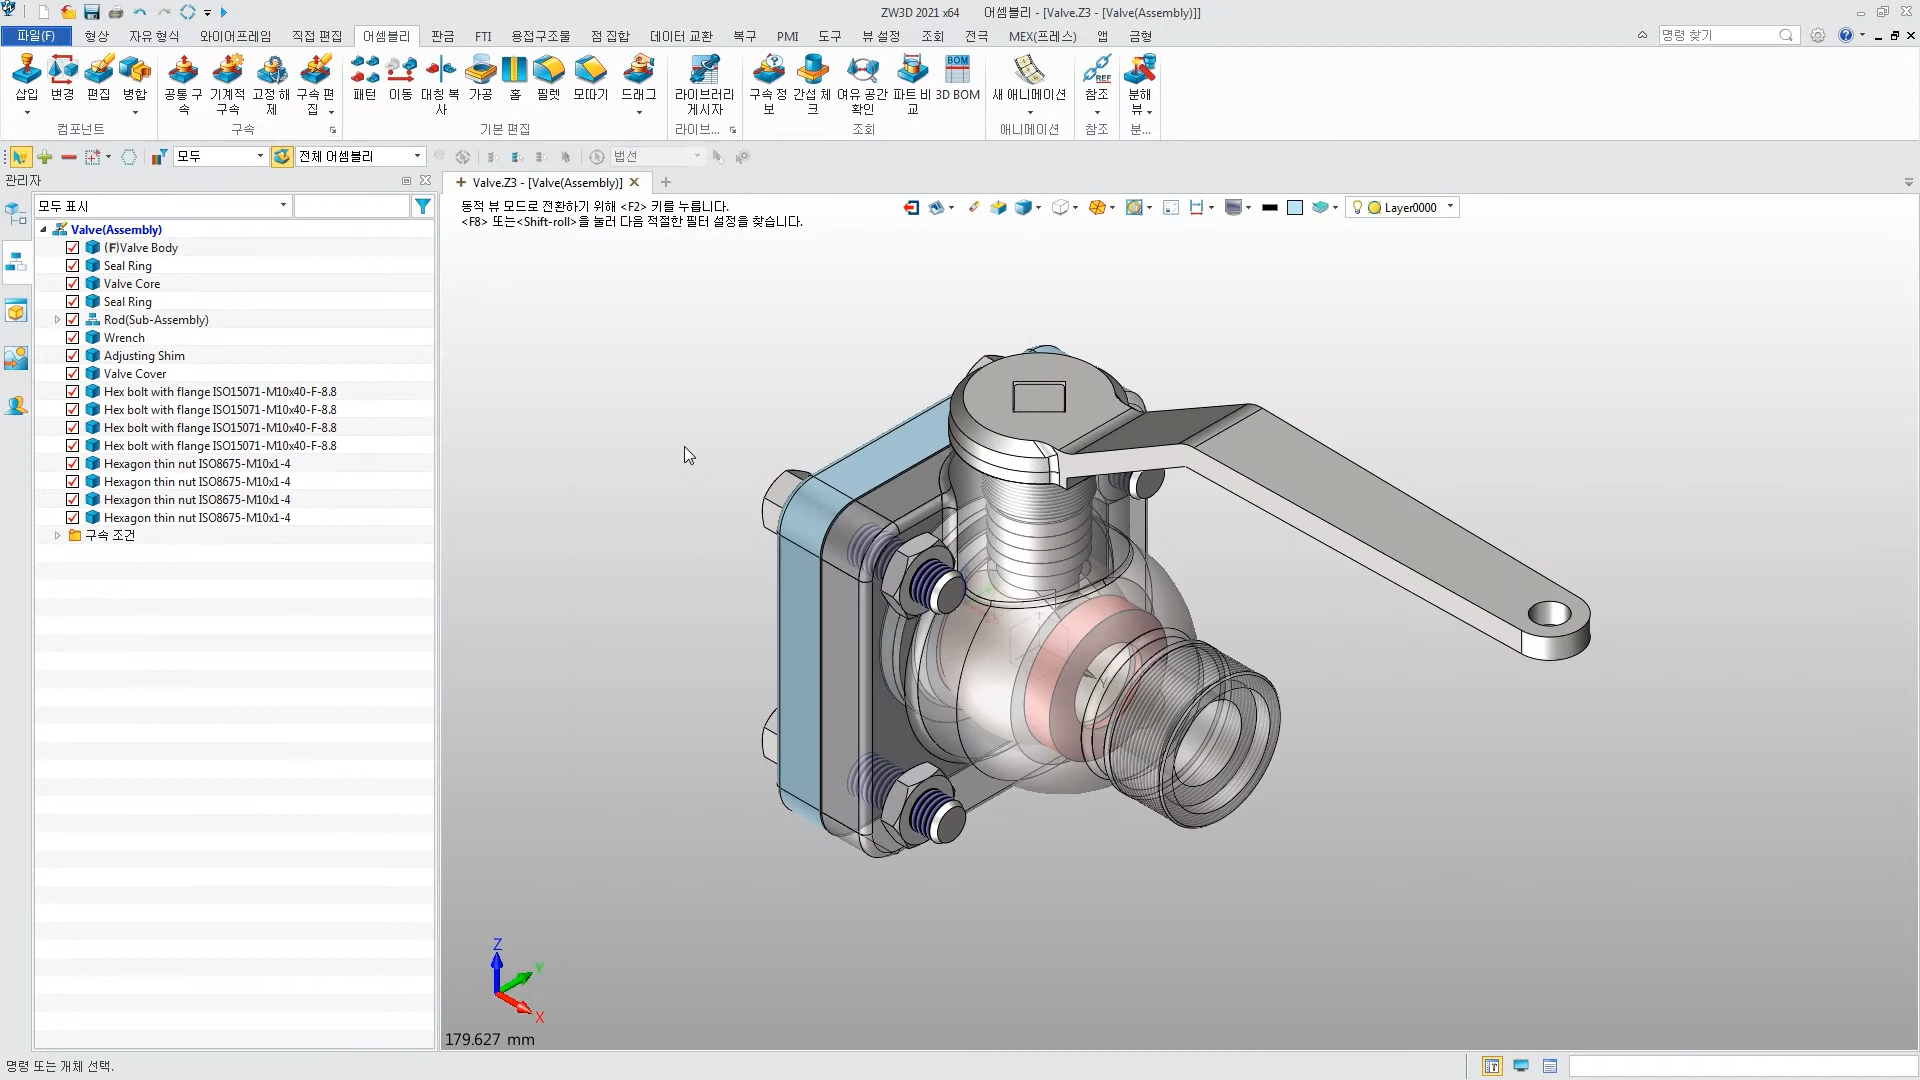 ZW3D 2021 x64 어셈블리 - [Valve.Z3 - [Valve(Assembly)]]
파일(F) 형상 자유 형식 와이어프레임 직접 편집 어셈블리 판금 FTI 용접구조물 점 집합 데이터 교환 복구 PMI 도구 뷰 설정 조회 전극 MEX(프레스) 앱 금형 명령 찾기
삽입 변경 편집 병합 공통 구속 기계적 구속 고정 해제 구속 편집 패턴 이동 대칭 복사 가공 홀 필렛 모따기 드래그 라이브러리 게시자 구속 정보 간섭 체크 여유 공간 확인 파트 비교 3D BOM 새 애니메이션 참조 분해 뷰
BOM REF
컴포넌트 구속 기본 편집 라이브... 조회 애니메이션 참조 분...
모두 전체 어셈블리 법선
관리자
Valve.Z3 - [Valve(Assembly)]
모두 표시
동적 뷰 모드로 전환하기 위해 <F2> 키를 누릅니다.
<F8> 또는<Shift-roll>을 눌러 다음 적절한 필터 설정을 찾습니다.
Layer0000
Valve(Assembly)
(F)Valve Body
Seal Ring
Valve Core
Seal Ring
Rod(Sub-Assembly)
Wrench
Adjusting Shim
Valve Cover
Hex bolt with flange ISO15071-M10x40-F-8.8
Hex bolt with flange ISO15071-M10x40-F-8.8
Hex bolt with flange ISO15071-M10x40-F-8.8
Hex bolt with flange ISO15071-M10x40-F-8.8
Hexagon thin nut ISO8675-M10x1-4
Hexagon thin nut ISO8675-M10x1-4
Hexagon thin nut ISO8675-M10x1-4
Hexagon thin nut ISO8675-M10x1-4
구속 조건
Z
Y
X
179.627 mm
명령 또는 개체 선택.